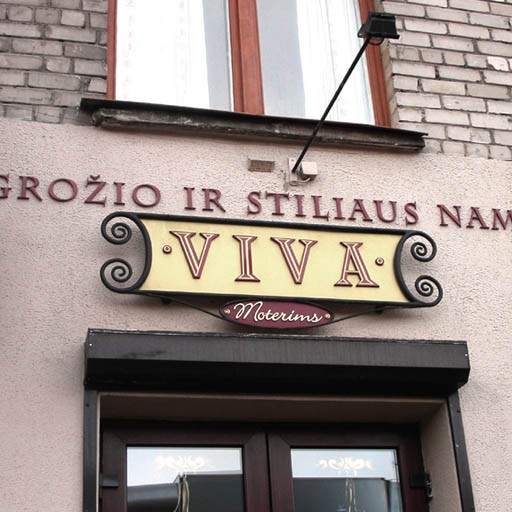 GROŽIO IR STILIAUS NAM
VIVA
Moterims